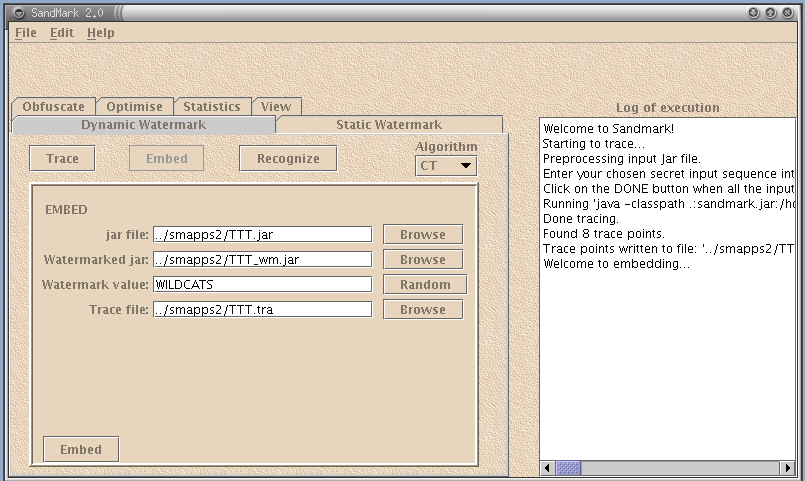 SandMark 2.0
File Edit Help
Obfuscate Optimise Statistics View
Dynamic Watermark Static Watermark
Trace Embed Recognize
Algorithm
CT
EMBED
jar file: ../smapps2/TTT.jar Browse
Watermarked jar: ../smapps2/TTT_wm.jar Browse
Watermark value: WILDCATS Random
Trace file: ../smapps2/TTT.tra Browse
Embed
Log of execution
Welcome to Sandmark!
Starting to trace...
Preprocessing input Jar file.
Enter your chosen secret input sequence int
Click on the DONE button when all the input
Running 'java -classpath .:sandmark.jar:/ho
Done tracing.
Found 8 trace points.
Trace points written to file: '../smapps2/TT
Welcome to embedding...